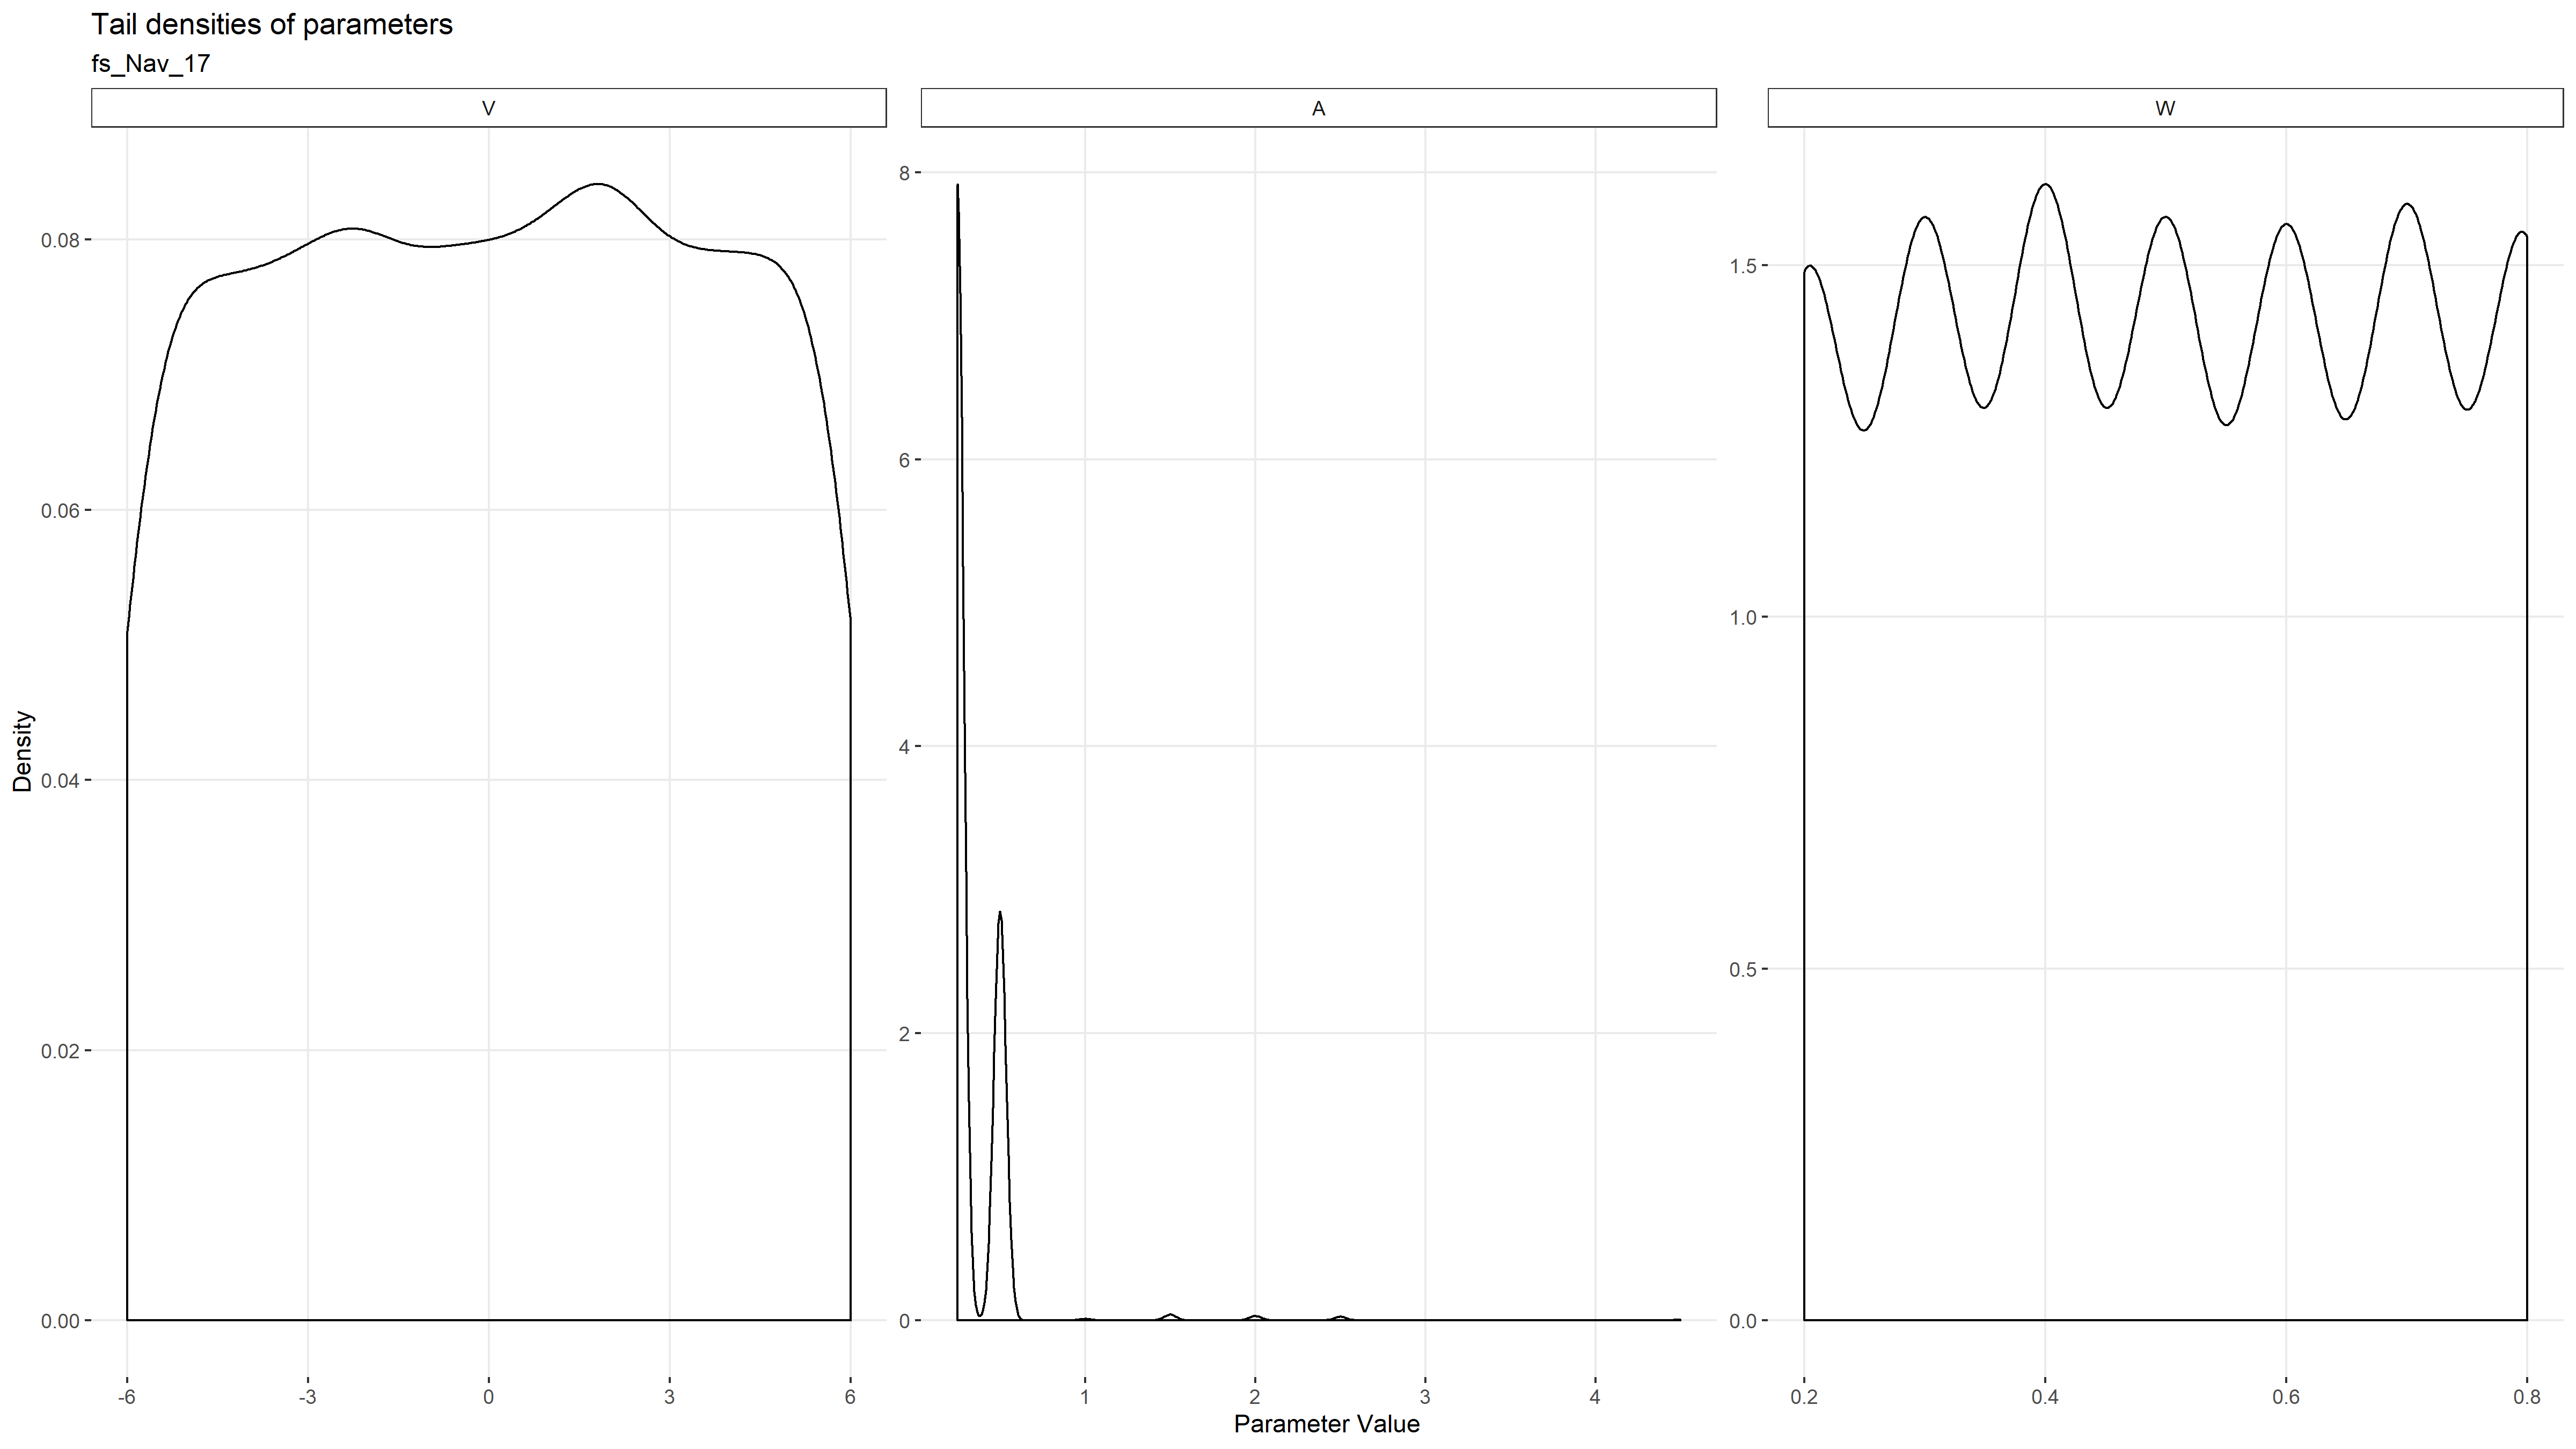 Tail densities of parameters
fs_Nav_17
V
A
W
Density
0.08
0.06
0.04
0.02
0.00
8
6
4
2
0
1.5
1.0
0.5
0.0
-6 -3 0 3 6
1 2 3 4
0.2 0.4 0.6 0.8
Parameter Value